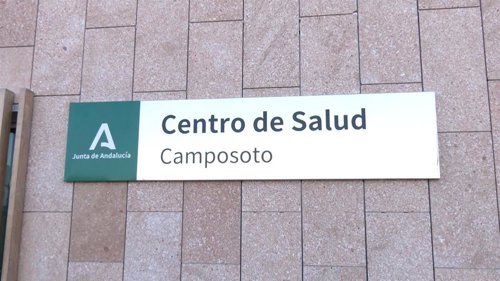 Centro de Salud
Camposoto
Junta de Andalucía